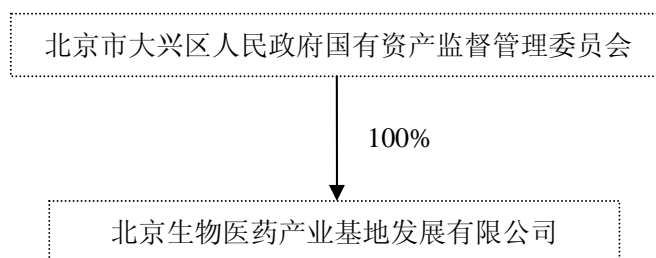 北京市大兴区人民政府国有资产监督管理委员会
100%
北京生物医药产业基地发展有限公司